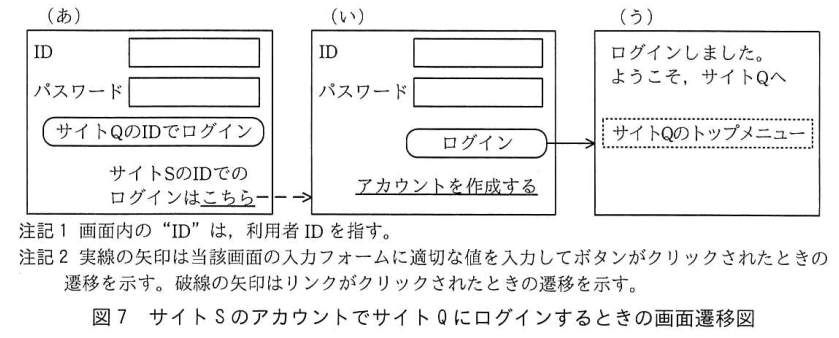 （あ）
ID
パスワード
サイトQのIDでログイン
サイトSのIDでの
ログインはこちら
（い）
ID
パスワード
ログイン
アカウントを作成する
（う）
ログインしました。
ようこそ，サイトQへ
サイトQのトップメニュー
注記1 画面内の“ID”は，利用者IDを指す。
注記2 実線の矢印は当該画面の入力フォームに適切な値を入力してボタンがクリックされたときの
遷移を示す。破線の矢印はリンクがクリックされたときの遷移を示す。
図7 サイトSのアカウントでサイトQにログインするときの画面遷移図